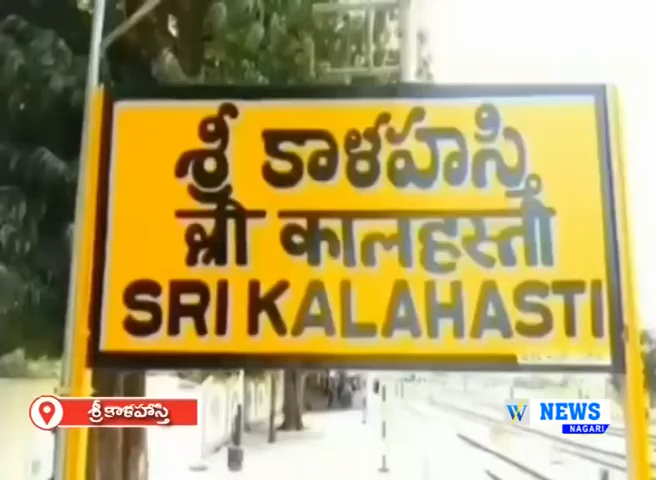 శ్రీ కాళహస్తి
श्री कालहस्ती
SRI KALAHASTI
శ్రీకాళహస్తి
W NEWS
NAGARI